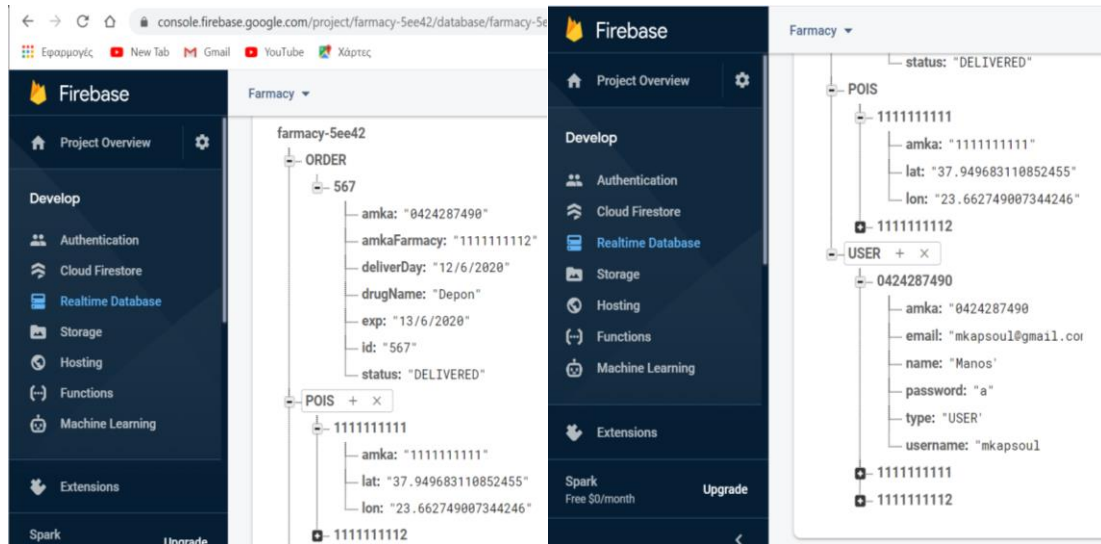 console.firebase.google.com/project/farmacy-5ee42/database/farmacy-5e
Εφαρμογές New Tab Gmail YouTube Χάρτες
Firebase
Project Overview
Develop
Authentication
Cloud Firestore
Realtime Database
Storage
Hosting
Functions
Machine Learning
Extensions
Spark
Upgrade
Farmacy
farmacy-5ee42
ORDER
567
amka: "0424287490"
amkaFarmacy: "1111111112"
deliverDay: "12/6/2020"
drugName: "Depon"
exp: "13/6/2020"
id: "567"
status: "DELIVERED"
POIS + ×
1111111111
amka: "1111111111"
lat: "37.949683110852455"
lon: "23.662749007344246"
1111111112
Firebase
Project Overview
Develop
Authentication
Cloud Firestore
Realtime Database
Storage
Hosting
Functions
Machine Learning
Extensions
Spark
Free $0/month
Upgrade
Farmacy
status: "DELIVERED"
POIS
1111111111
amka: "1111111111"
lat: "37.949683110852455"
lon: "23.662749007344246"
1111111112
USER + ×
0424287490
amka: "0424287490
email: "mkapsoul@gmail.co
name: "Manos'
password: "a"
type: "USER'
username: "mkapsoul
1111111111
1111111112